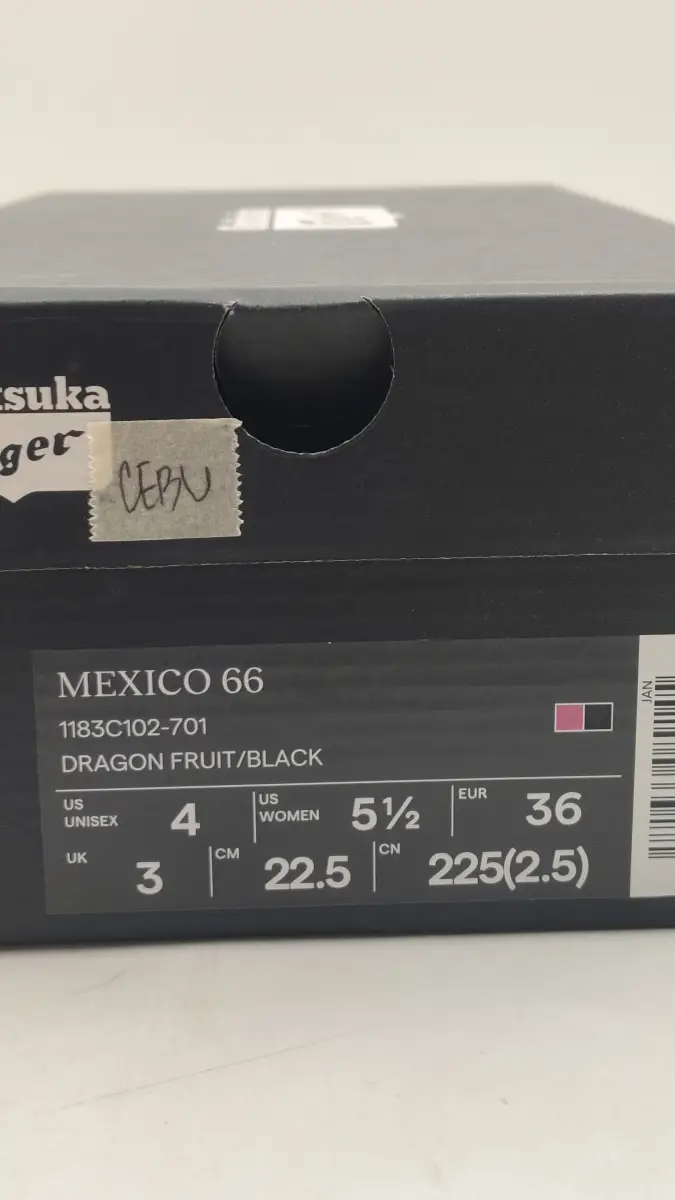 tsuka
ger
CEBU
MEXICO 66
1183C102-701
DRAGON FRUIT/BLACK
US UNISEX 4 US WOMEN 5½ EUR 36
UK 3 CM 22.5 CN 225(2.5)
JAN